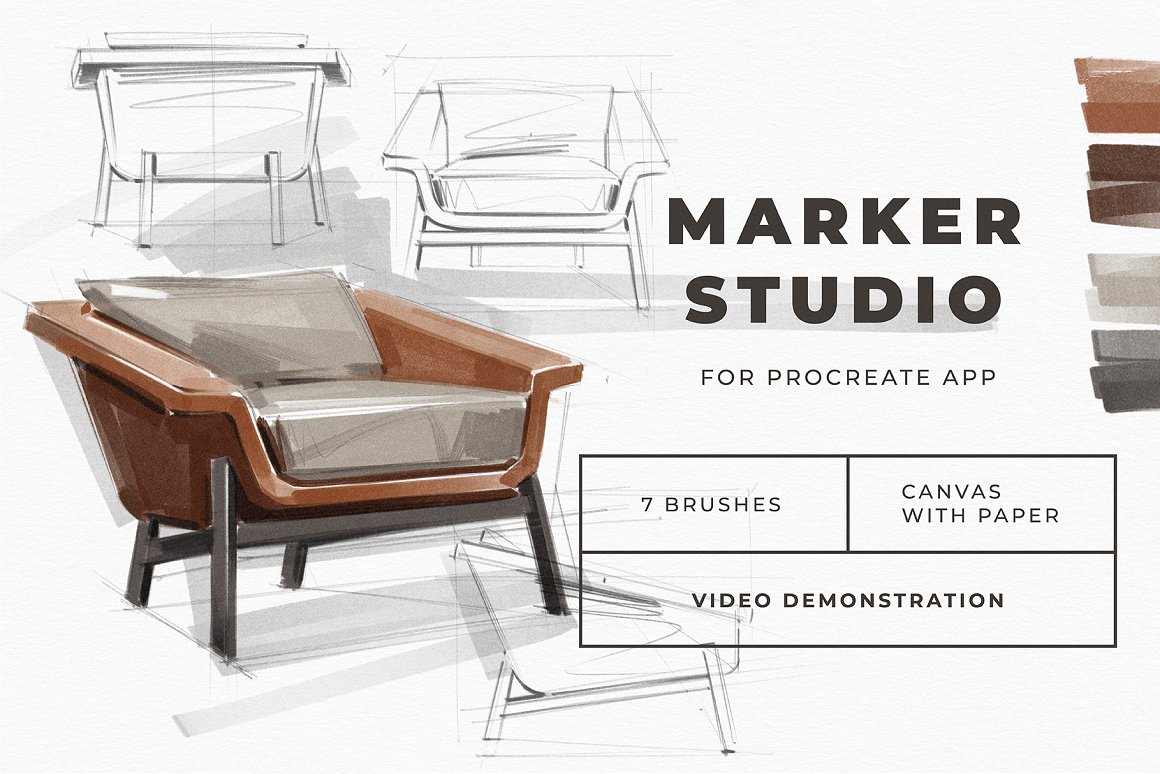 MARKER
STUDIO
FOR PROCREATE APP
7 BRUSHES
CANVAS
WITH PAPER
VIDEO DEMONSTRATION